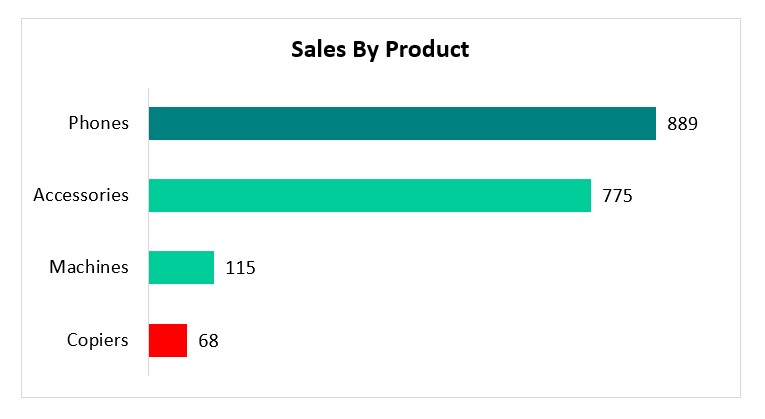 Sales By Product
Phones 889
Accessories 775
Machines 115
Copiers 68